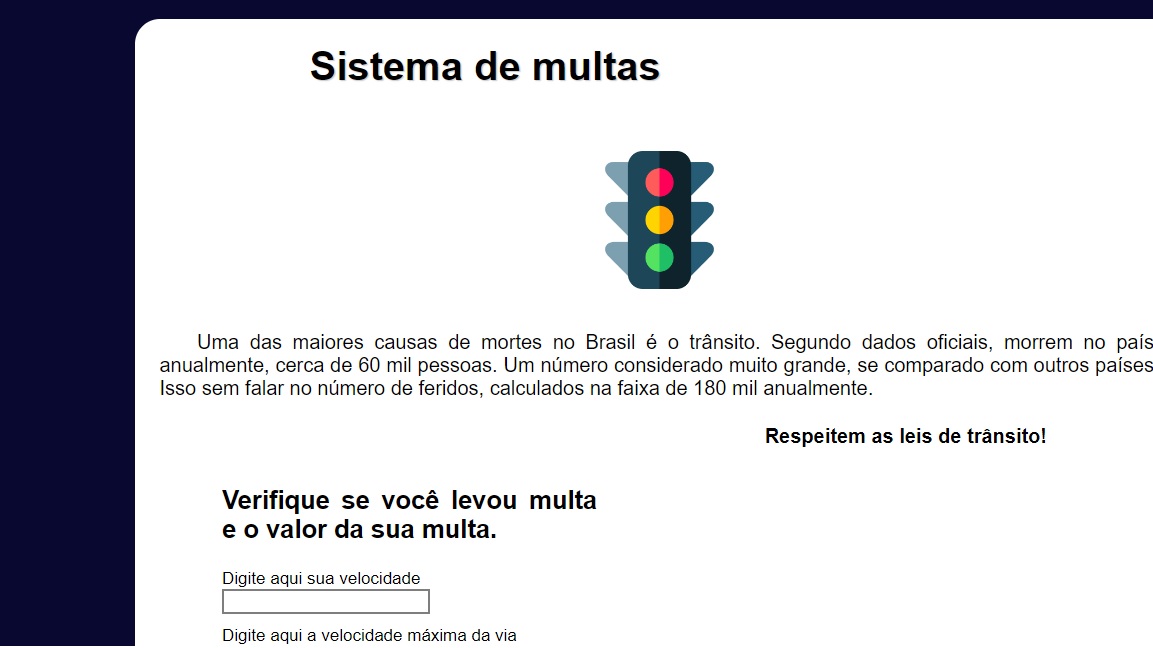 Sistema de multas
Uma das maiores causas de mortes no Brasil é o trânsito. Segundo dados oficiais, morrem no país
anualmente, cerca de 60 mil pessoas. Um número considerado muito grande, se comparado com outros países
Isso sem falar no número de feridos, calculados na faixa de 180 mil anualmente.
Respeitem as leis de trânsito!
Verifique se você levou multa
e o valor da sua multa.
Digite aqui sua velocidade
Digite aqui a velocidade máxima da via